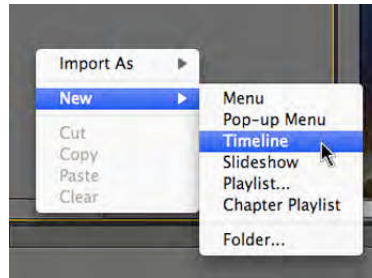 Import As
New
Cut
Copy
Paste
Clear
Menu
Pop-up Menu
Timeline
Slideshow
Playlist...
Chapter Playlist
Folder...